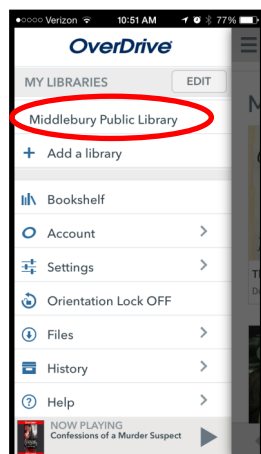 Verizon 10:51 AM 77%
OverDrive
MY LIBRARIES EDIT
Middlebury Public Library
+ Add a library
Bookshelf
Account
Settings
Orientation Lock OFF
Files
History
? Help
NOW PLAYING
Confessions of a Murder Suspect